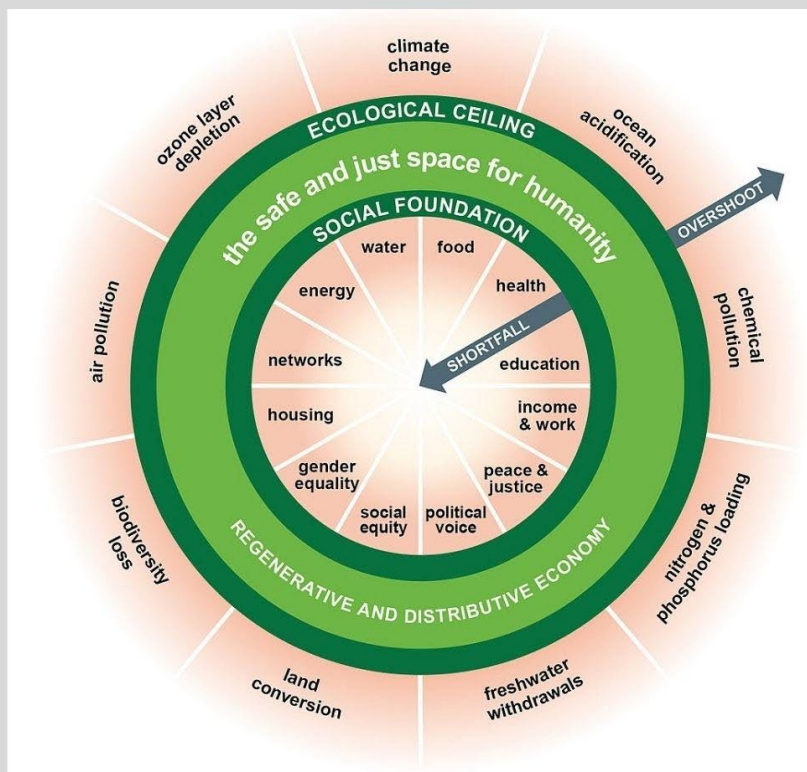 climate
change
ocean
acidification
OVERSHOOT
chemical
pollution
nitrogen &
phosphorus loading
freshwater
withdrawals
land
conversion
biodiversity
loss
air pollution
ozone layer
depletion
ECOLOGICAL CEILING
the safe and just space for humanity
SOCIAL FOUNDATION
water
food
health
SHORTFALL
education
income
& work
peace &
justice
political
voice
social
equity
gender
equality
housing
networks
energy
REGENERATIVE AND DISTRIBUTIVE ECONOMY